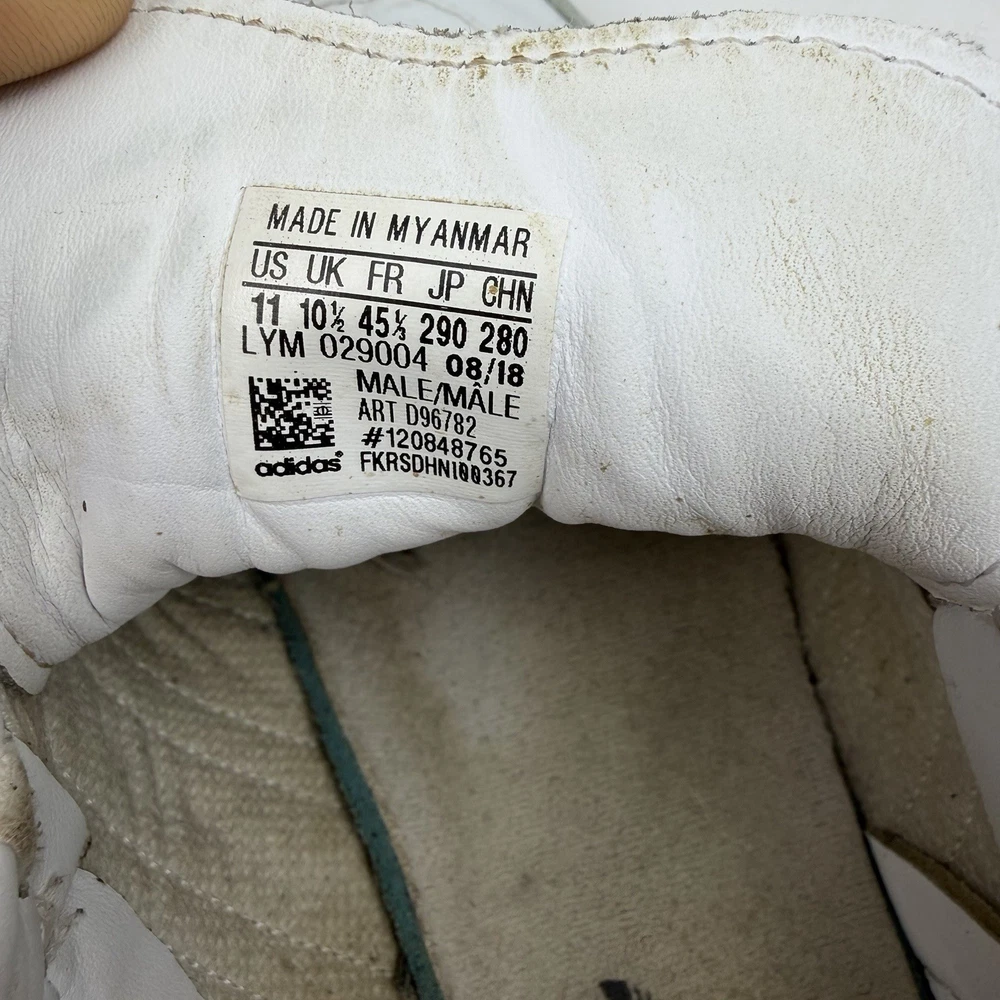 MADE IN MYANMAR
US UK FR JP CHN
11 10½ 45⅓ 290 280
LYM 029004 08/18
MALE/MÂLE
ART D96782
#120848765
adidas® FKRSDHNI00367